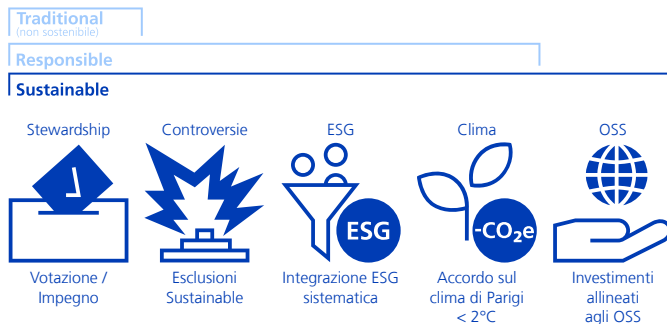 Traditional
(non sostenibile)
Responsible
Sustainable
Stewardship
Controversie
ESG
Clima
OSS
ESG
-CO₂e
Votazione /
Impegno
Esclusioni
Sustainable
Integrazione ESG
sistematica
Accordo sul
clima di Parigi
< 2°C
Investimenti
allineati
agli OSS